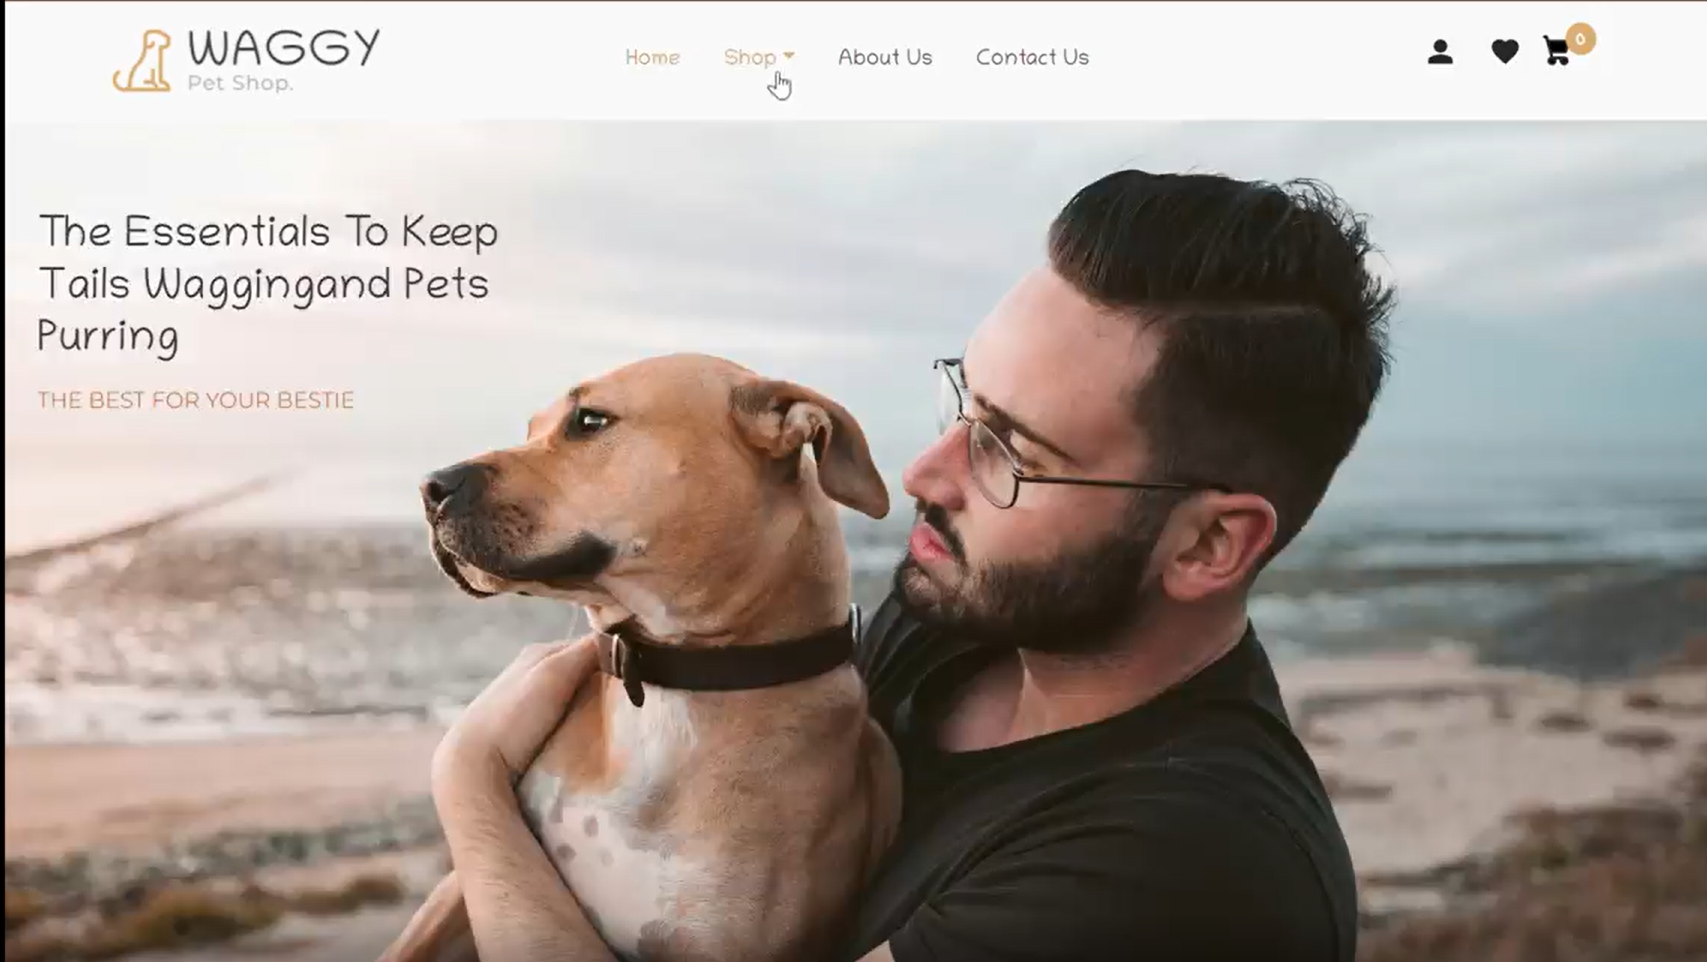 WAGGY
Pet Shop.
Home
Shop
About Us
Contact Us
0
The Essentials To Keep
Tails Waggingand Pets
Purring
THE BEST FOR YOUR BESTIE